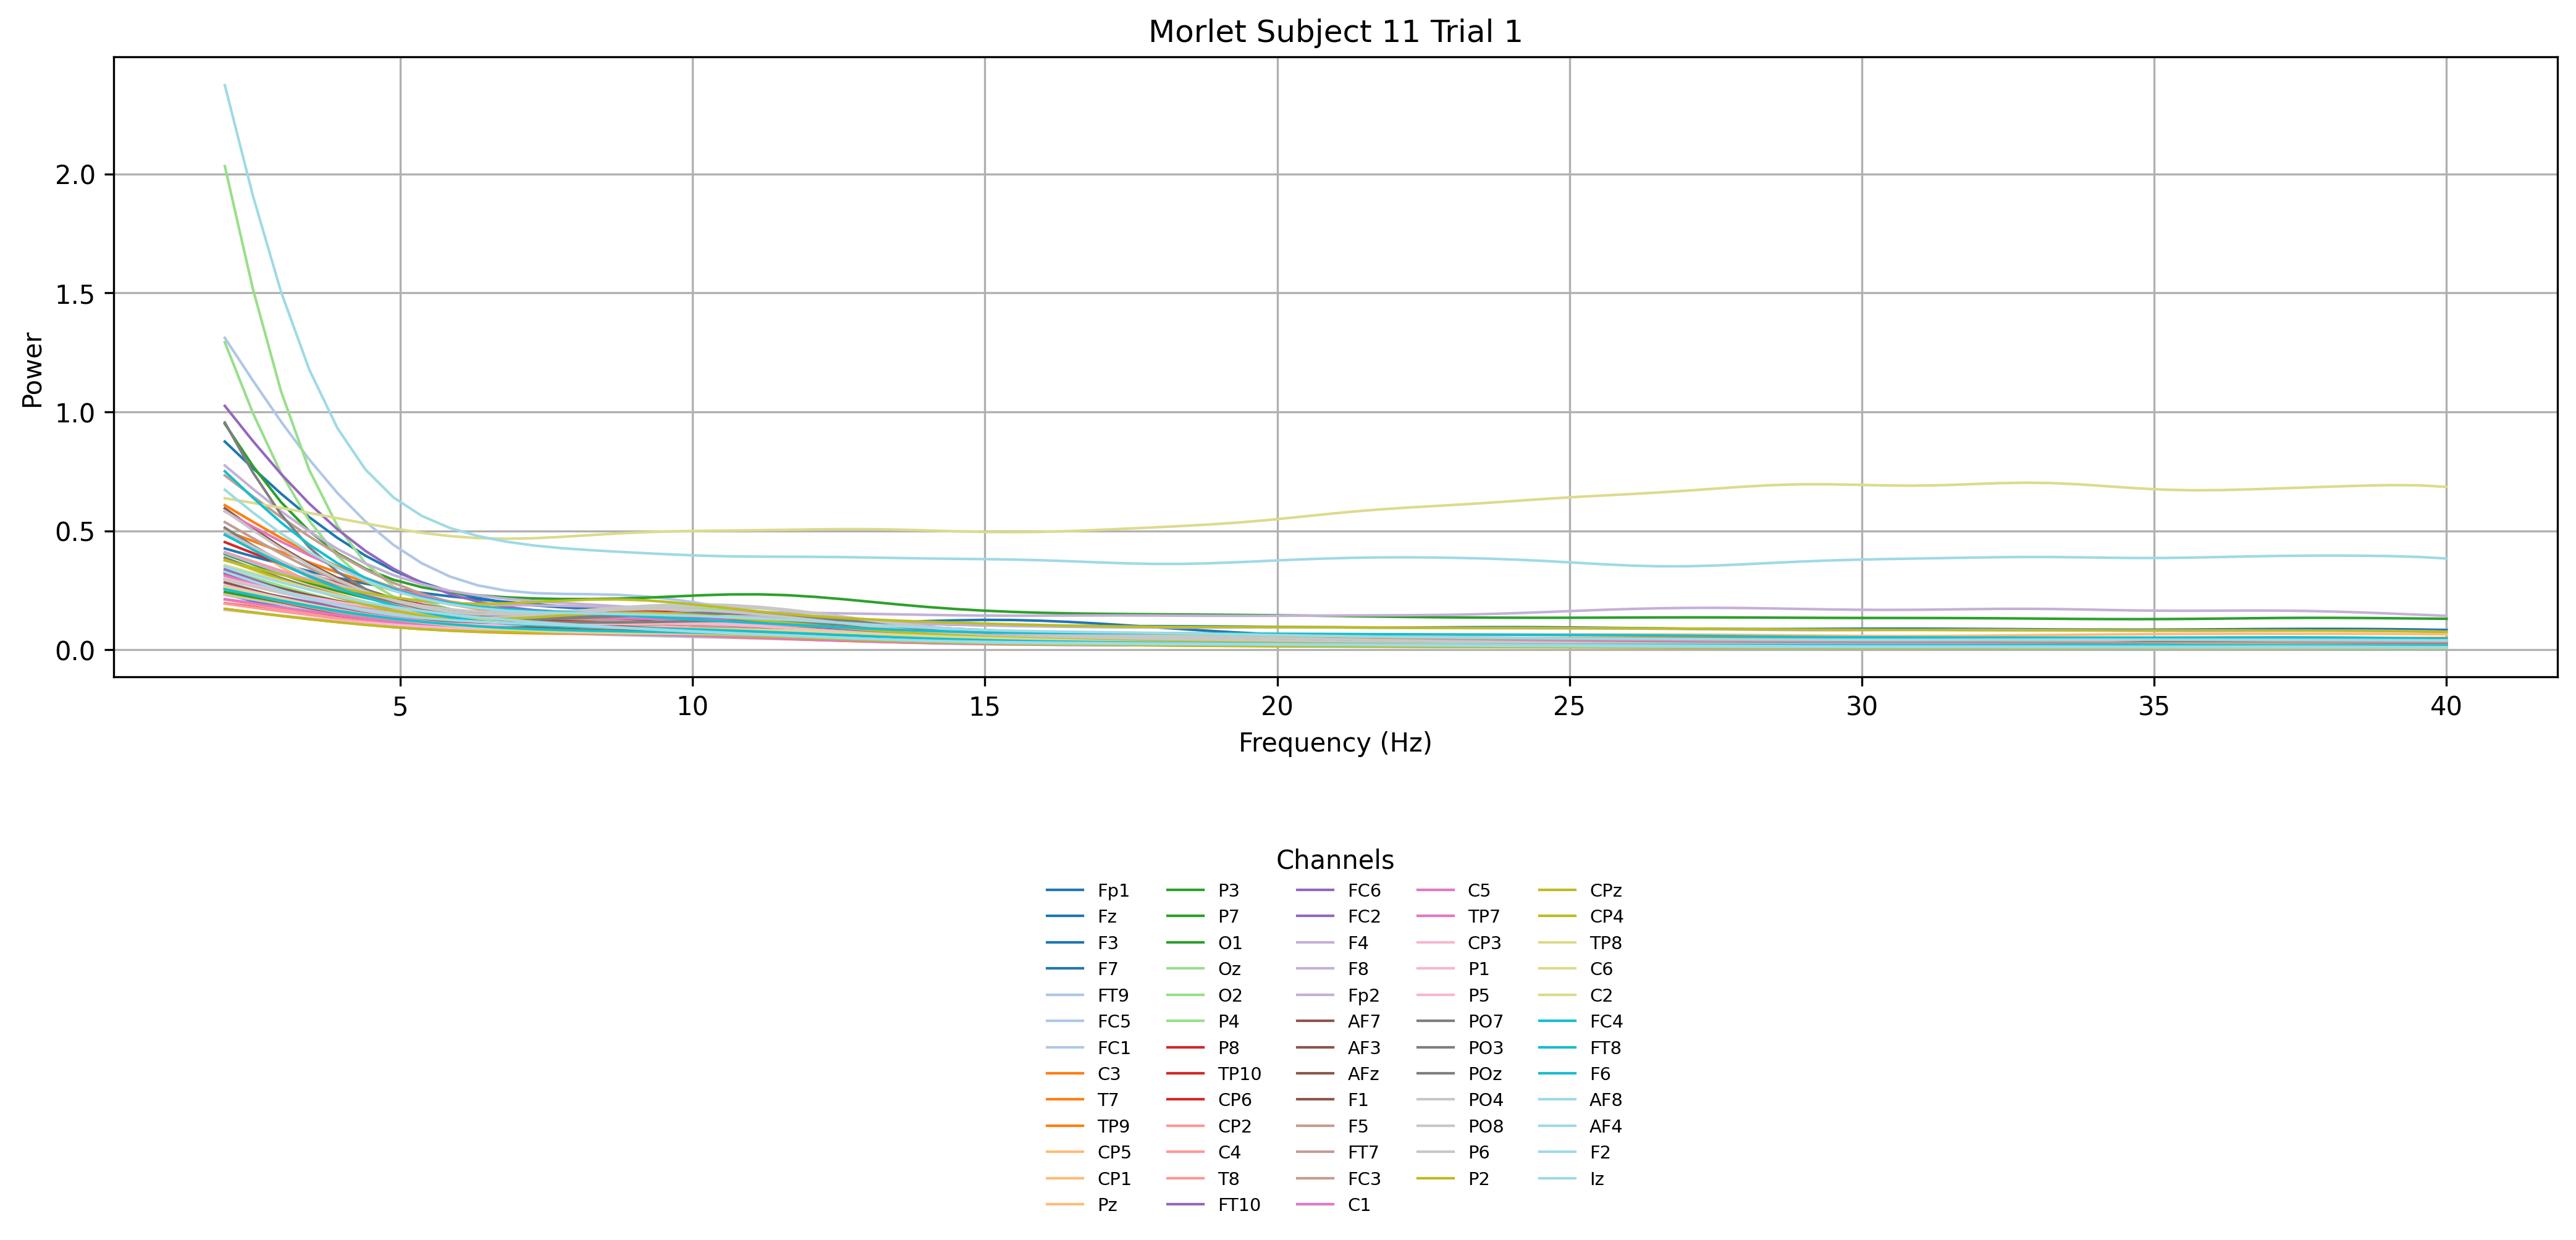 Morlet Subject 11 Trial 1
Power
2.0
1.5
1.0
0.5
0.0
5 10 15 20 25 30 35 40
Frequency (Hz)
Channels
Fp1 P3 FC6 C5 CPz
Fz P7 FC2 TP7 CP4
F3 O1 F4 CP3 TP8
F7 Oz F8 P1 C6
FT9 O2 Fp2 P5 C2
FC5 P4 AF7 PO7 FC4
FC1 P8 AF3 PO3 FT8
C3 TP10 AFz POz F6
T7 CP6 F1 PO4 AF8
TP9 CP2 F5 PO8 AF4
CP5 C4 FT7 P6 F2
CP1 T8 FC3 P2 Iz
Pz FT10 C1